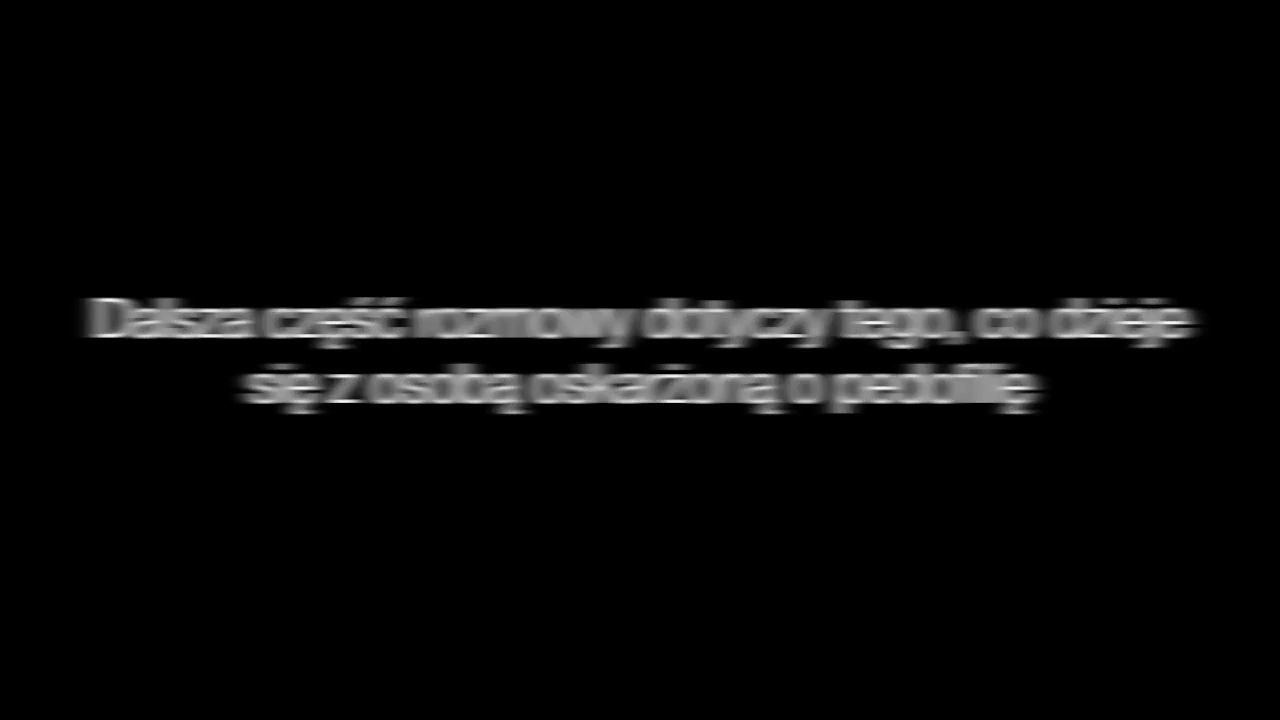 Dalsza część rozmowy dotyczy tego, co dzieje
się z osobą oskarżoną o pedofilię